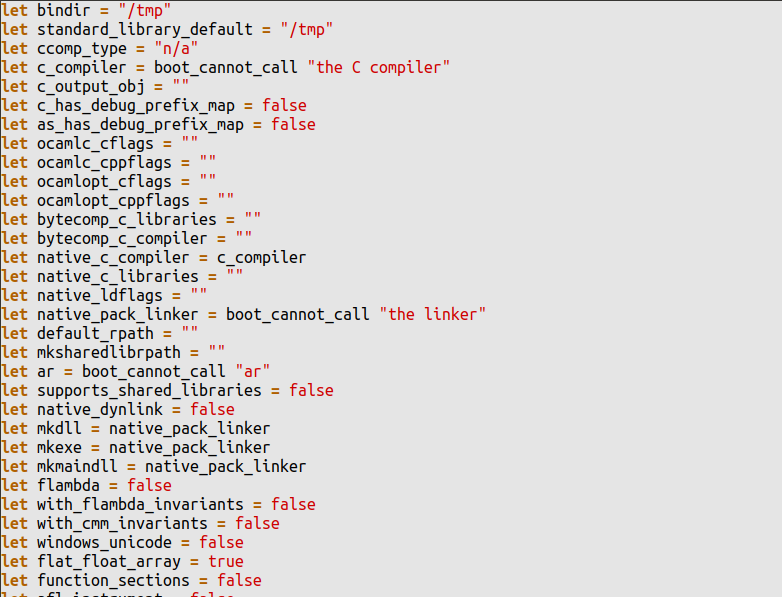 let bindir = "/tmp"
let standard_library_default = "/tmp"
let ccomp_type = "n/a"
let c_compiler = boot_cannot_call "the C compiler"
let c_output_obj = ""
let c_has_debug_prefix_map = false
let as_has_debug_prefix_map = false
let ocamlc_cflags = ""
let ocamlc_cppflags = ""
let ocamlopt_cflags = ""
let ocamlopt_cppflags = ""
let bytecomp_c_libraries = ""
let bytecomp_c_compiler = ""
let native_c_compiler = c_compiler
let native_c_libraries = ""
let native_ldflags = ""
let native_pack_linker = boot_cannot_call "the linker"
let default_rpath = ""
let mksharedlibrpath = ""
let ar = boot_cannot_call "ar"
let supports_shared_libraries = false
let native_dynlink = false
let mkdll = native_pack_linker
let mkexe = native_pack_linker
let mkmaindll = native_pack_linker
let flambda = false
let with_flambda_invariants = false
let with_cmm_invariants = false
let windows_unicode = false
let flat_float_array = true
let function_sections = false
let afl_instrument = false